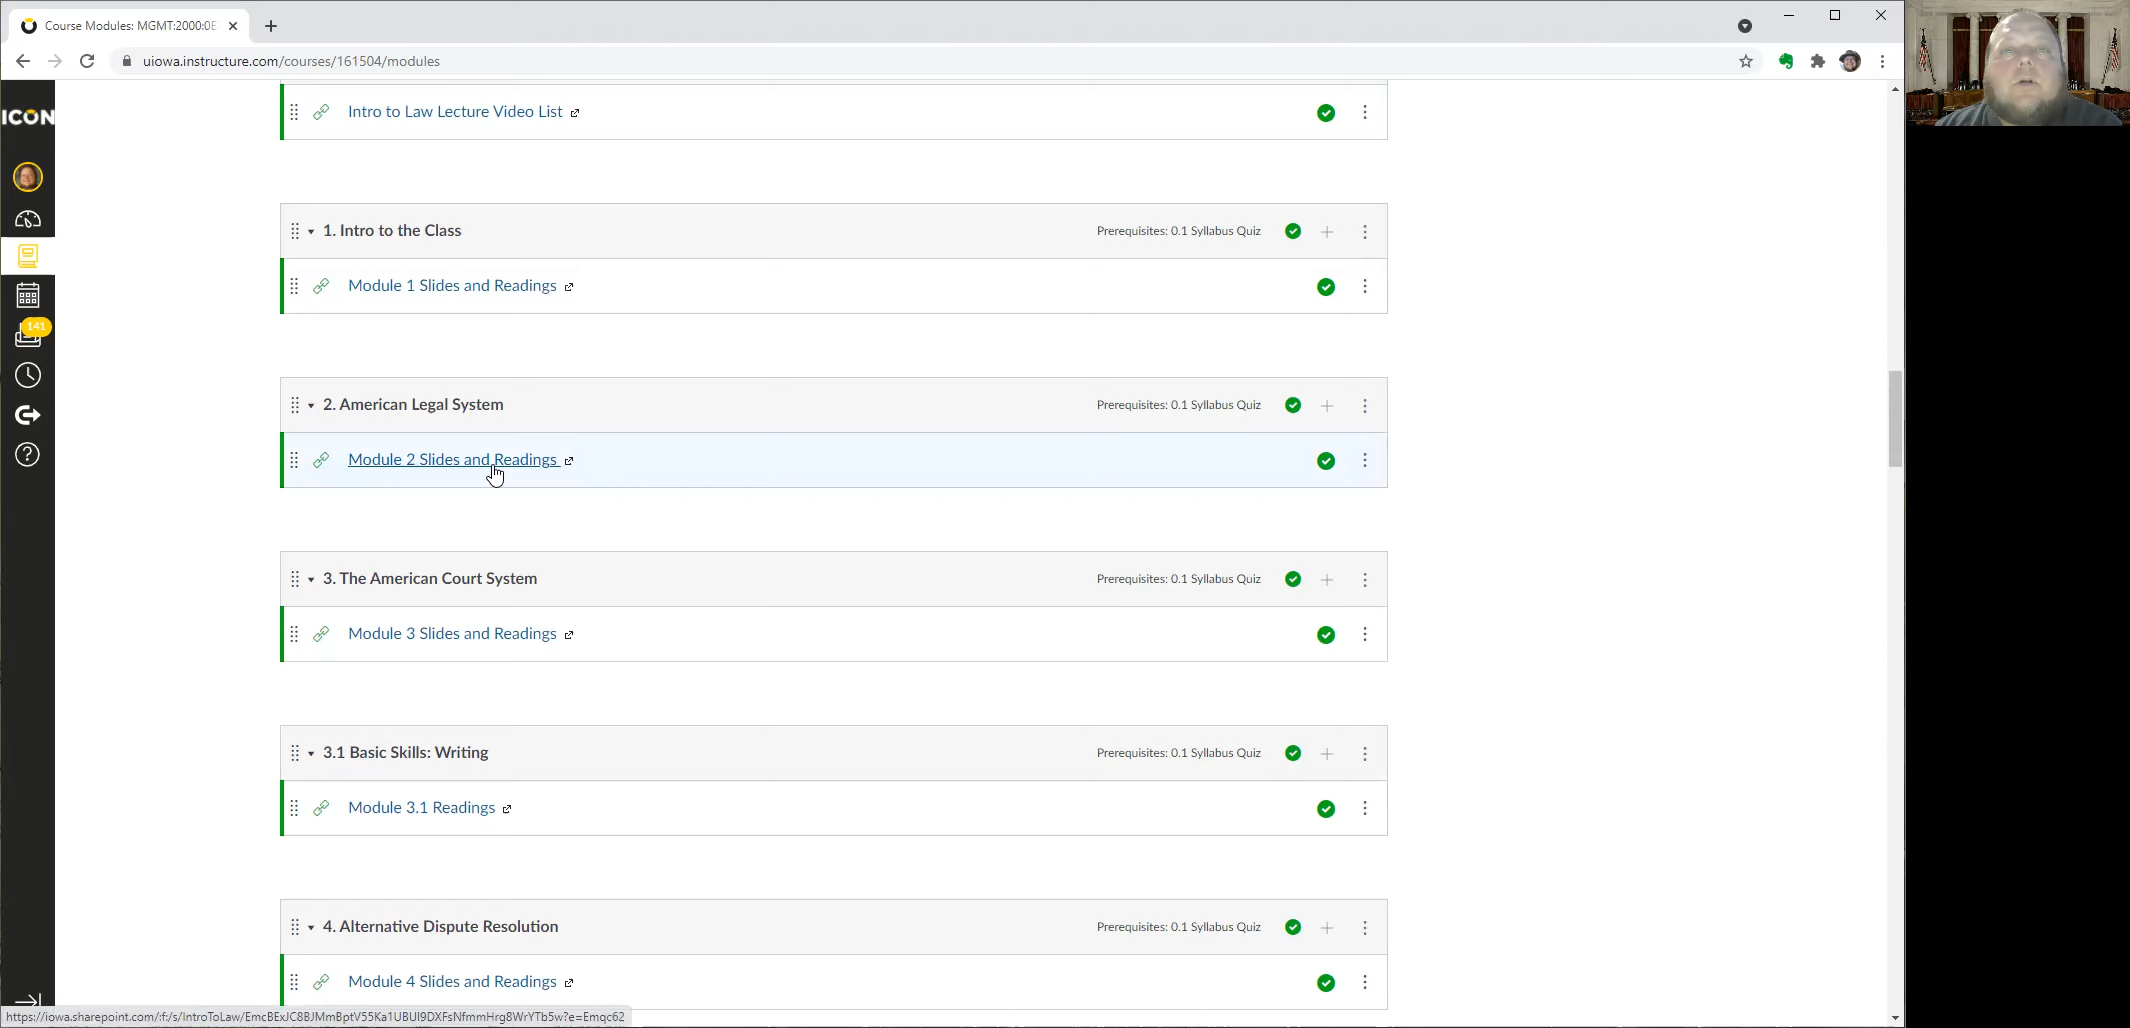 Course Modules: MGMT:2000:0E
uiowa.instructure.com/courses/161504/modules
ICON
141
Intro to Law Lecture Video List
1. Intro to the Class
Prerequisites: 0.1 Syllabus Quiz
Module 1 Slides and Readings
2. American Legal System
Prerequisites: 0.1 Syllabus Quiz
Module 2 Slides and Readings
3. The American Court System
Prerequisites: 0.1 Syllabus Quiz
Module 3 Slides and Readings
3.1 Basic Skills: Writing
Prerequisites: 0.1 Syllabus Quiz
Module 3.1 Readings
4. Alternative Dispute Resolution
Prerequisites: 0.1 Syllabus Quiz
Module 4 Slides and Readings
https://iowa.sharepoint.com/:f:/s/IntroToLaw/EmcBExJC8BJMmBptV55Ka1UBUI9DXFsNfmmHrg8WrYTb5w?e=Emqc62